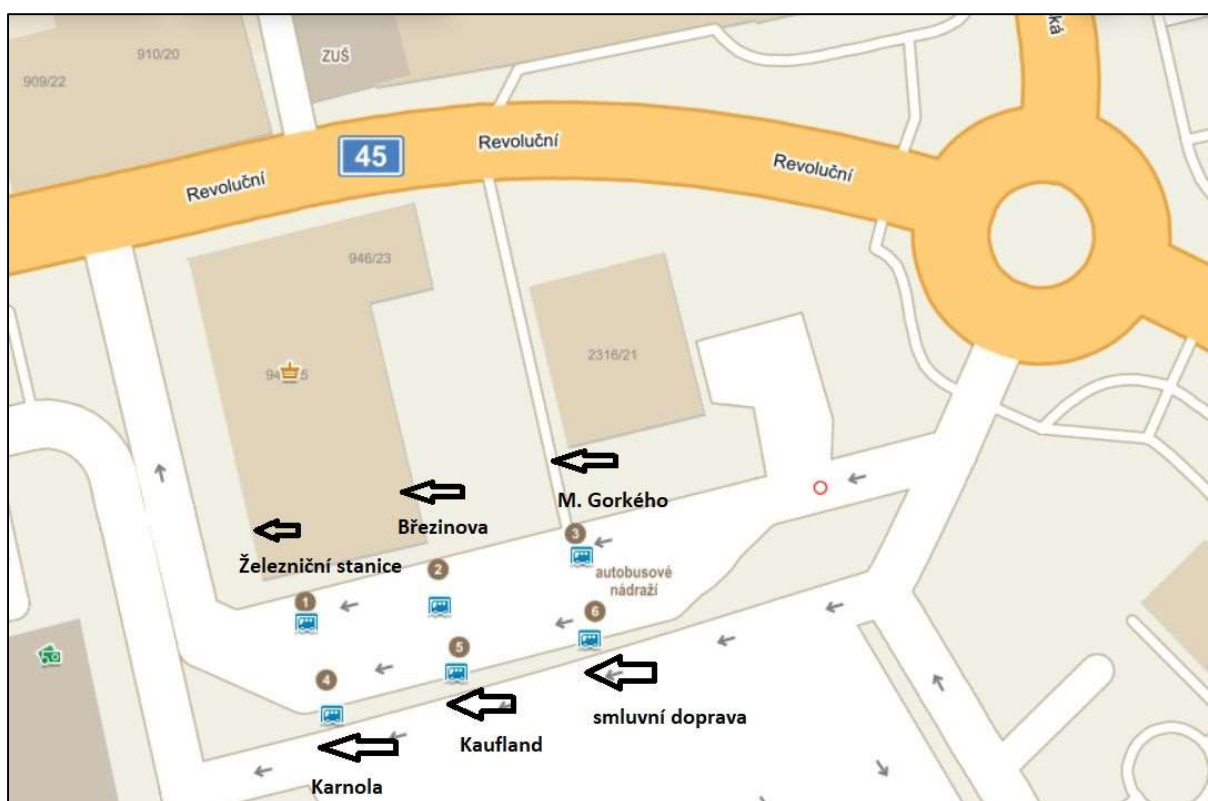 910/20
ZUŠ
ká
909/22
45
Revoluční
Revoluční
Revoluční
946/23
2316/21
M. Gorkého
Březinova
Železniční stanice
3
autobusové
nádraží
2
1
6
5
4
smluvní doprava
Kaufland
Karnola